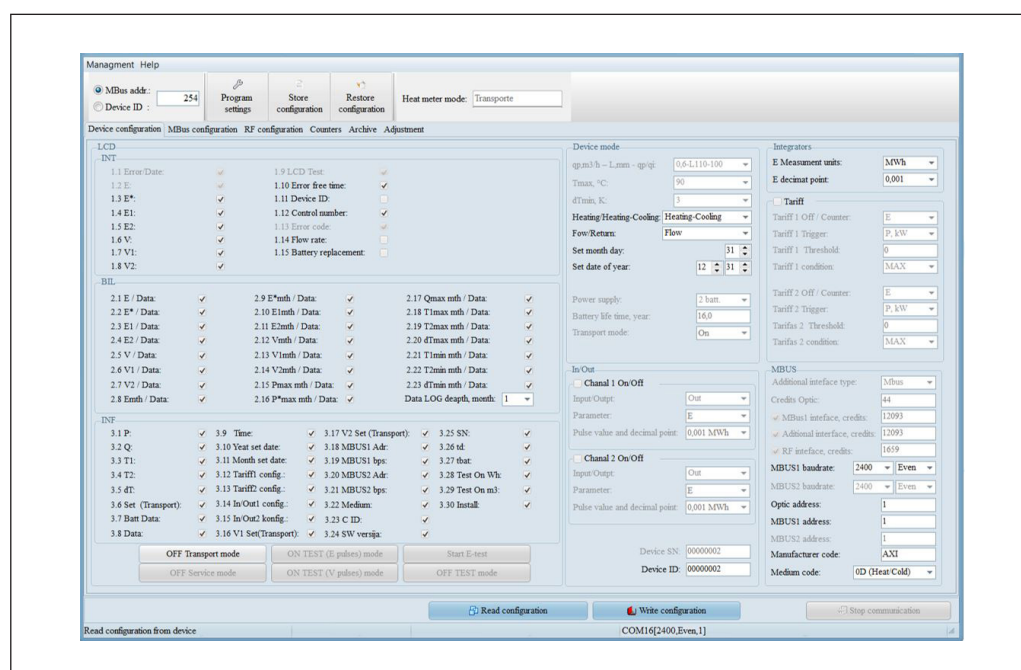 Managment Help
MBus addr.: 254
Device ID :
Program settings
Store configuration
Restore configuration
Heat meter mode: Transporte
Device configuration MBus configuration RF configuration Counters Archive Adjustment
LCD
INT
1.1 Error/Date:
1.2 E:
1.3 E*:
1.4 E1:
1.5 E2:
1.6 V:
1.7 V1:
1.8 V2:
1.9 LCD Test:
1.10 Error free time:
1.11 Device ID:
1.12 Control number:
1.13 Error code:
1.14 Flow rate:
1.15 Battery replacement:
BIL
2.1 E / Data:
2.2 E* / Data:
2.3 E1 / Data:
2.4 E2 / Data:
2.5 V / Data:
2.6 V1 / Data:
2.7 V2 / Data:
2.8 Emth / Data:
2.9 E*mth / Data:
2.10 E1mth / Data:
2.11 E2mth / Data:
2.12 Vmth / Data:
2.13 V1mth / Data:
2.14 V2mth / Data:
2.15 Pmax mth / Data:
2.16 P*max mth / Data:
2.17 Qmax mth / Data:
2.18 T1max mth / Data:
2.19 T2max mth / Data:
2.20 dTmax mth / Data:
2.21 T1min mth / Data:
2.22 T2min mth / Data:
2.23 dTmin mth / Data:
Data LOG deapth, month: 1
INF
3.1 P:
3.2 Q:
3.3 T1:
3.4 T2:
3.5 dT:
3.6 Set (Transport):
3.7 Batt Data:
3.8 Data:
3.9 Time:
3.10 Yeat set date:
3.11 Month set date:
3.12 Tariff1 config.:
3.13 Tariff2 config.:
3.14 In/Out1 config.:
3.15 In/Out2 konfig.:
3.16 V1 Set(Transport):
3.17 V2 Set (Transport):
3.18 MBUS1 Adr:
3.19 MBUS1 bps:
3.20 MBUS2 Adr:
3.21 MBUS2 bps:
3.22 Medium:
3.23 C ID:
3.24 SW versija:
3.25 SN:
3.26 td:
3.27 tbat:
3.28 Test On Wh:
3.29 Test On m3:
3.30 Install:
OFF Transport mode ON TEST (E pulses) mode Start E-test
OFF Service mode ON TEST (V pulses) mode OFF TEST mode
Device mode
qp,m3/h – L,mm - qp/qi: 0,6-L110-100
Tmax, °C: 90
dTmin, K: 3
Heating/Heating-Cooling: Heating-Cooling
Fow/Return: Flow
Set month day: 31
Set date of year: 12 31
Power supply: 2 batt.
Battery life time, year: 16,0
Transport mode: On
In/Out
Chanal 1 On/Off
Input/Outpt: Out
Parameter: E
Pulse value and decimal point: 0,001 MWh
Chanal 2 On/Off
Input/Outpt: Out
Parameter: E
Pulse value and decimal point: 0,001 MWh
Device SN: 00000002
Device ID: 00000002
Integrators
E Measument units: MWh
E decimat point: 0,001
Tariff
Tariff 1 Off / Counter: E
Tariff 1 Trigger: P, kW
Tariff 1 Threshold: 0
Tariff 1 condition: MAX
Tariff 2 Off / Counter: E
Tariff 2 Trigger: P, kW
Tarifas 2 Threshold: 0
Tarifas 2 condition: MAX
MBUS
Additional inteface type: Mbus
Credits Optic: 44
MBus1 inteface, credits: 12093
Aditional interface, credits: 12093
RF inteface, credits: 1659
MBUS1 baudrate: 2400 Even
MBUS2 baudrate: 2400 Even
Optic address: 1
MBUS1 address: 1
MBUS2 address: 1
Manufacturer code: AXI
Medium code: 0D (Heat/Cold)
Read configuration Write configuration Stop communication
Read configuration from device COM16[2400,Even,1]